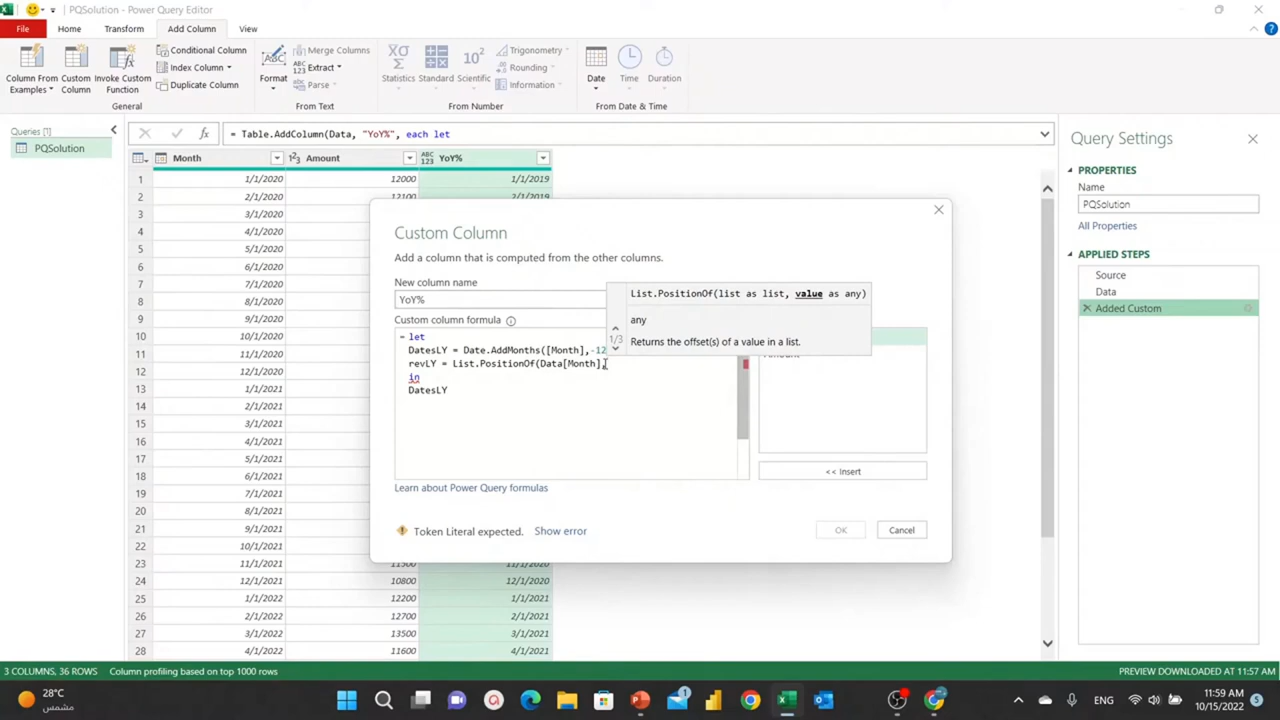 PQSolution - Power Query Editor
File Home Transform Add Column View
Column From Examples
Custom Column
Invoke Custom Function
Conditional Column
Index Column
Duplicate Column
General
Format
Merge Columns
Extract
Parse
From Text
Statistics
Standard
Scientific
Trigonometry
Rounding
Information
From Number
Date
Time
Duration
From Date & Time
Queries [1]
PQSolution
= Table.AddColumn(Data, "YoY%", each let
Month Amount YoY%
1 1/1/2020 12000 1/1/2019
2 2/1/2020 12100 2/1/2019
3 3/1/2020
4 4/1/2020
5 5/1/2020
6 6/1/2020
7 7/1/2020
8 8/1/2020
9 9/1/2020
10 10/1/2020
11 11/1/2020
12 12/1/2020
13 1/1/2021
14 2/1/2021
15 3/1/2021
16 4/1/2021
17 5/1/2021
18 6/1/2021
19 7/1/2021
20 8/1/2021
21 9/1/2021
22 10/1/2021
23 11/1/2021 11500 11/1/2020
24 12/1/2021 10800 12/1/2020
25 1/1/2022 12200 1/1/2021
26 2/1/2022 12700 2/1/2021
27 3/1/2022 13500 3/1/2021
28 4/1/2022 11600 4/1/2021
Custom Column
Add a column that is computed from the other columns.
New column name
YoY%
Custom column formula
= let
DatesLY = Date.AddMonths([Month],-12
revLY = List.PositionOf(Data[Month],
in
DatesLY
List.PositionOf(list as list, value as any)
any
1/3
Returns the offset(s) of a value in a list.
<< Insert
Learn about Power Query formulas
Token Literal expected. Show error
OK
Cancel
Query Settings
PROPERTIES
Name
PQSolution
All Properties
APPLIED STEPS
Source
Data
Added Custom
3 COLUMNS, 36 ROWS Column profiling based on top 1000 rows
PREVIEW DOWNLOADED AT 11:57 AM
28°C
مشمس
ENG
11:59 AM
10/15/2022